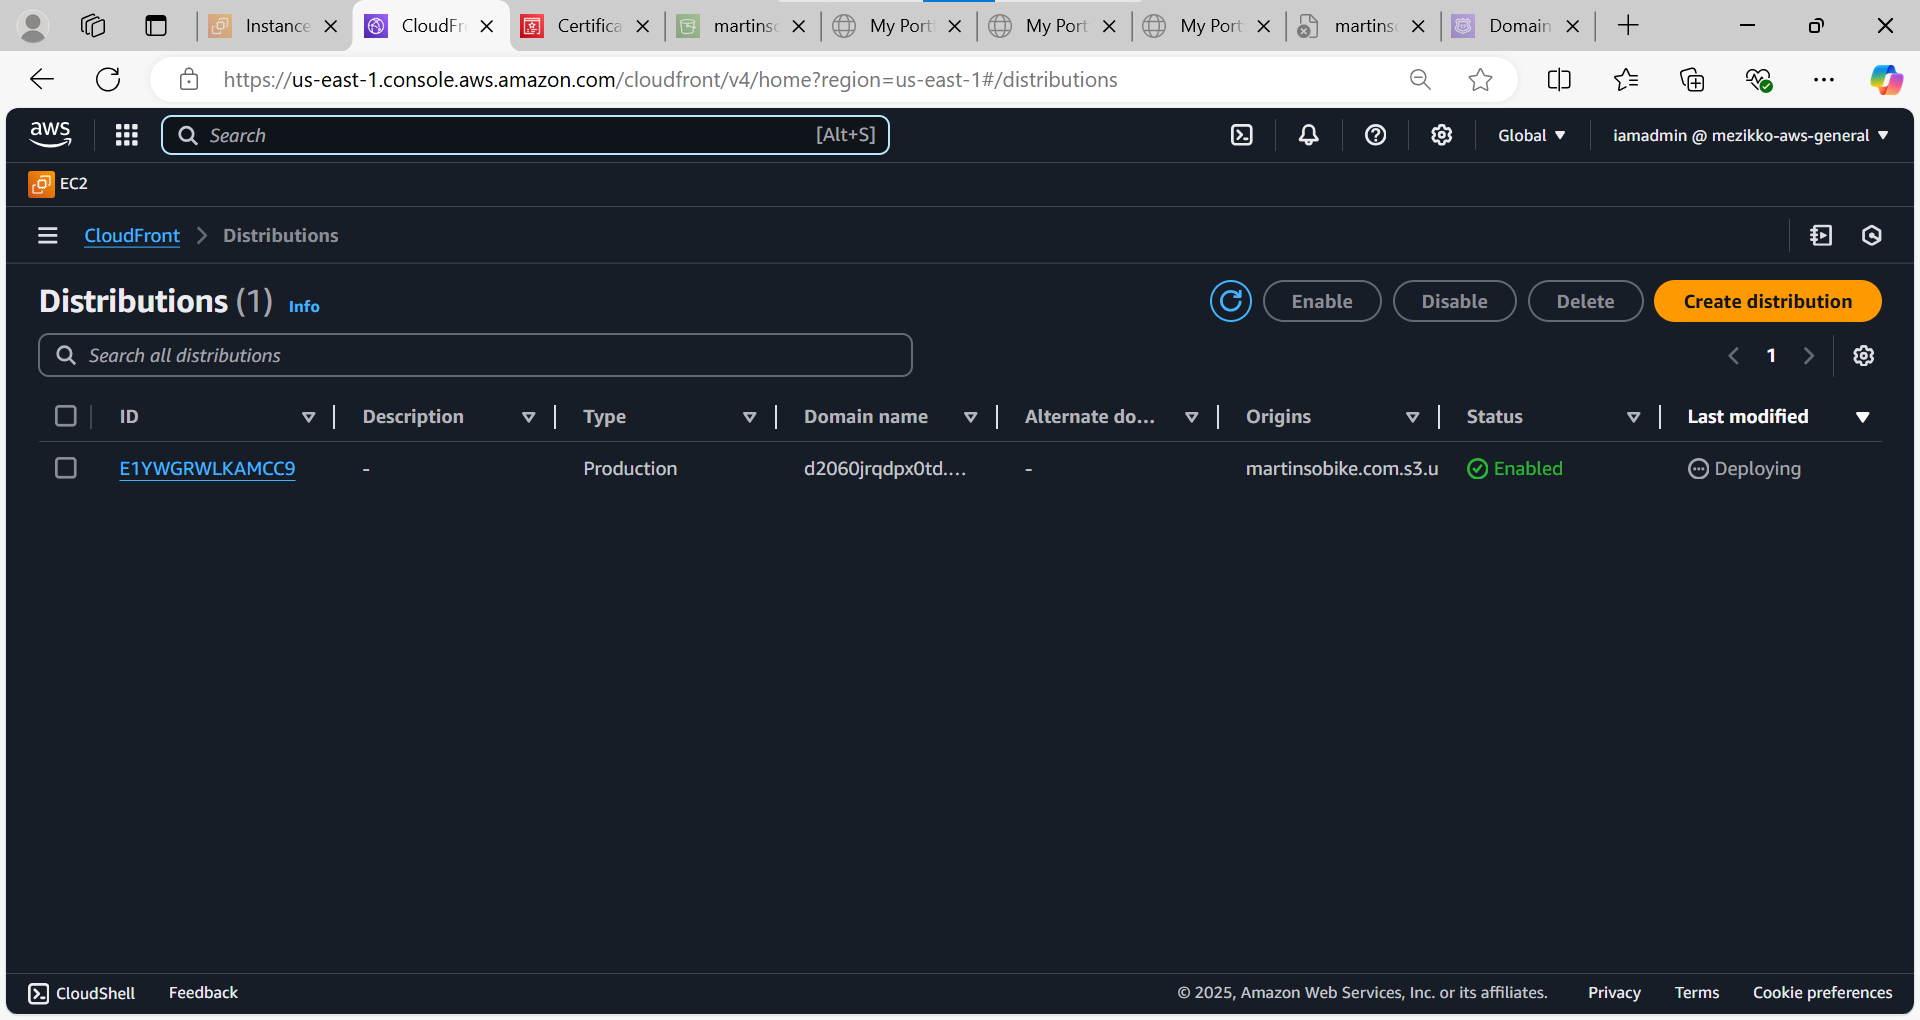 Instance
CloudFr
Certifica
martinso
My Port
My Port
My Port
martinso
Domain
https://us-east-1.console.aws.amazon.com/cloudfront/v4/home?region=us-east-1#/distributions
aws
Search
[Alt+S]
Global
iamadmin @ mezikko-aws-general
EC2
CloudFront
Distributions
Distributions (1)
Info
Enable
Disable
Delete
Create distribution
Search all distributions
1
ID
Description
Type
Domain name
Alternate do...
Origins
Status
Last modified
E1YWGRWLKAMCC9
-
Production
d2060jrqdpx0td....
-
martinsobike.com.s3.u
Enabled
Deploying
CloudShell
Feedback
© 2025, Amazon Web Services, Inc. or its affiliates.
Privacy
Terms
Cookie preferences